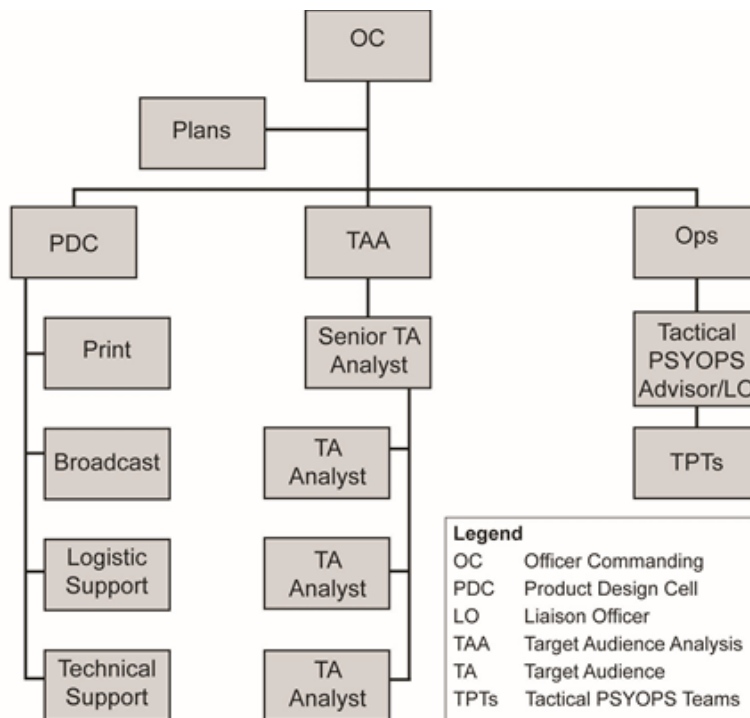 OC
Plans
PDC
TAA
Ops
Print
Senior TA
Analyst
Tactical
PSYOPS
Advisor/LO
Broadcast
TA
Analyst
TPTs
Logistic
Support
TA
Analyst
Technical
Support
TA
Analyst
Legend
OC Officer Commanding
PDC Product Design Cell
LO Liaison Officer
TAA Target Audience Analysis
TA Target Audience
TPTs Tactical PSYOPS Teams